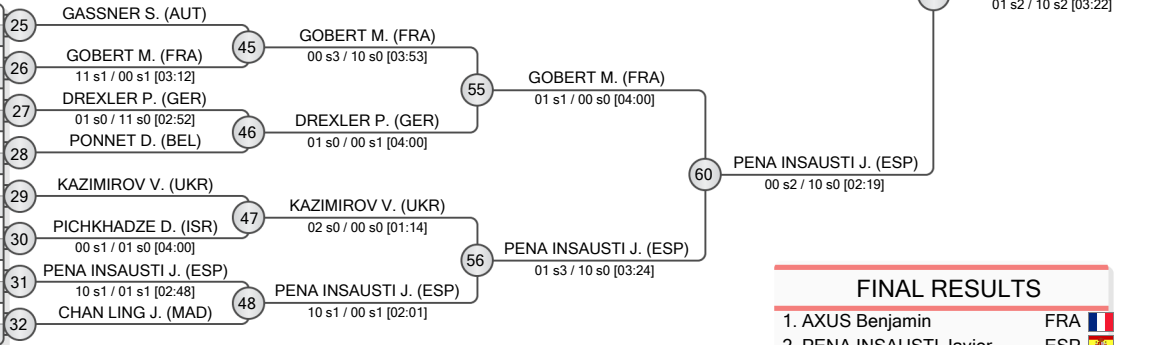 01 s2 / 10 s2 [03:22]
25
GASSNER S. (AUT)
45
GOBERT M. (FRA)
00 s3 / 10 s0 [03:53]
26
GOBERT M. (FRA)
11 s1 / 00 s1 [03:12]
55
GOBERT M. (FRA)
01 s1 / 00 s0 [04:00]
27
DREXLER P. (GER)
01 s0 / 11 s0 [02:52]
46
DREXLER P. (GER)
01 s0 / 00 s1 [04:00]
28
PONNET D. (BEL)
60
PENA INSAUSTI J. (ESP)
00 s2 / 10 s0 [02:19]
29
KAZIMIROV V. (UKR)
47
KAZIMIROV V. (UKR)
02 s0 / 00 s0 [01:14]
30
PICHKHADZE D. (ISR)
00 s1 / 01 s0 [04:00]
56
PENA INSAUSTI J. (ESP)
01 s3 / 10 s0 [03:24]
31
PENA INSAUSTI J. (ESP)
10 s1 / 01 s1 [02:48]
48
PENA INSAUSTI J. (ESP)
10 s1 / 00 s1 [02:01]
32
CHAN LING J. (MAD)
FINAL RESULTS
1. AXUS Benjamin FRA
2. PENA INSAUSTI Javier ESP